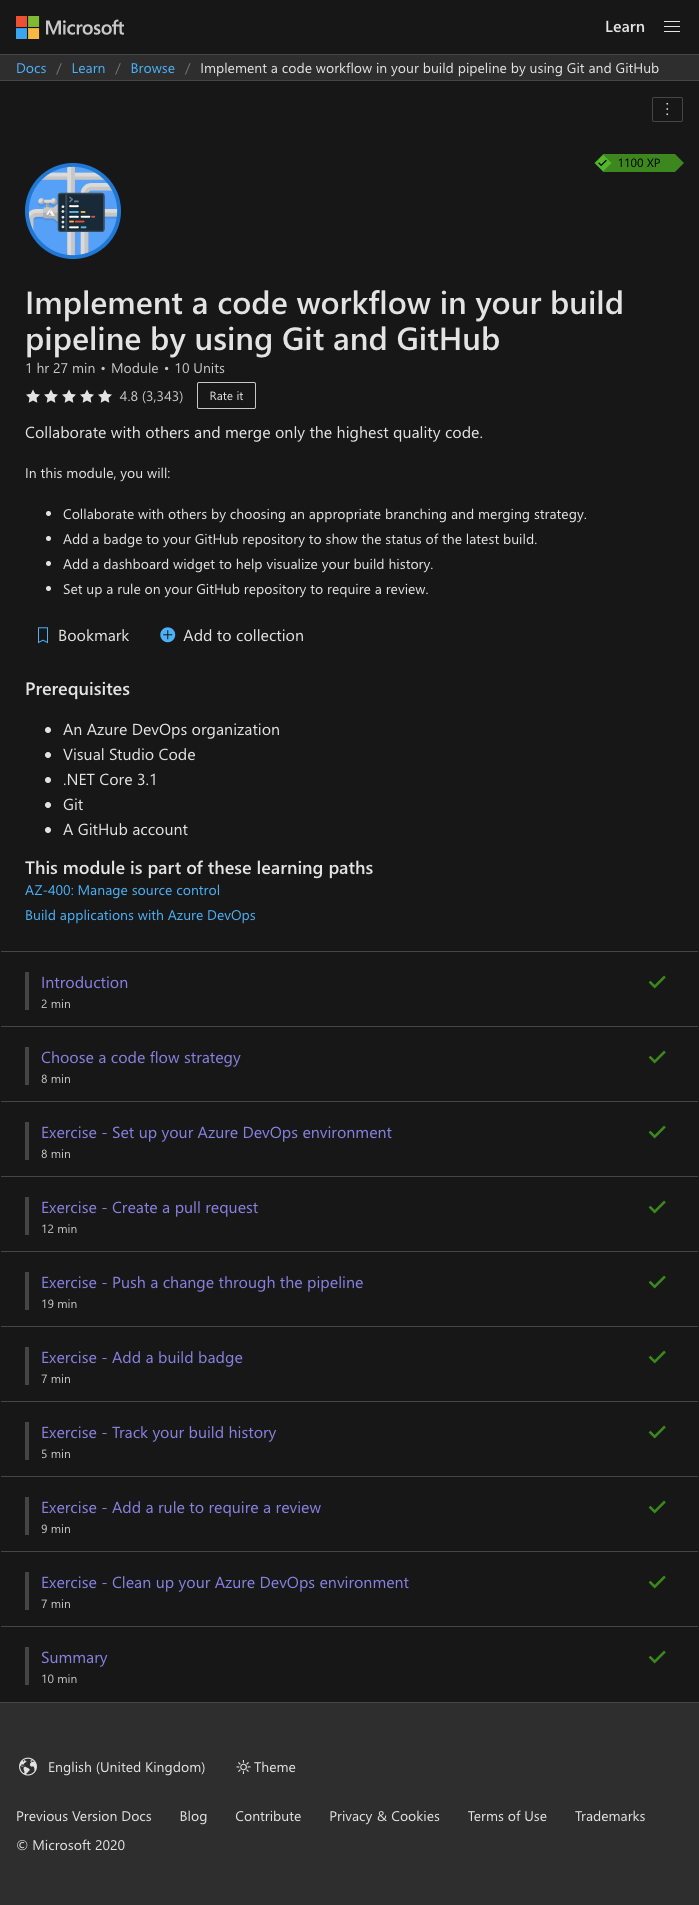 Microsoft Learn
Docs / Learn / Browse / Implement a code workflow in your build pipeline by using Git and GitHub
1100 XP
Implement a code workflow in your build
pipeline by using Git and GitHub
1 hr 27 min • Module • 10 Units
4.8 (3,343) Rate it
Collaborate with others and merge only the highest quality code.
In this module, you will:
• Collaborate with others by choosing an appropriate branching and merging strategy.
• Add a badge to your GitHub repository to show the status of the latest build.
• Add a dashboard widget to help visualize your build history.
• Set up a rule on your GitHub repository to require a review.
Bookmark Add to collection
Prerequisites
• An Azure DevOps organization
• Visual Studio Code
• .NET Core 3.1
• Git
• A GitHub account
This module is part of these learning paths
AZ-400: Manage source control
Build applications with Azure DevOps
Introduction
2 min
Choose a code flow strategy
8 min
Exercise - Set up your Azure DevOps environment
8 min
Exercise - Create a pull request
12 min
Exercise - Push a change through the pipeline
19 min
Exercise - Add a build badge
7 min
Exercise - Track your build history
5 min
Exercise - Add a rule to require a review
9 min
Exercise - Clean up your Azure DevOps environment
7 min
Summary
10 min
English (United Kingdom) Theme
Previous Version Docs Blog Contribute Privacy & Cookies Terms of Use Trademarks
© Microsoft 2020